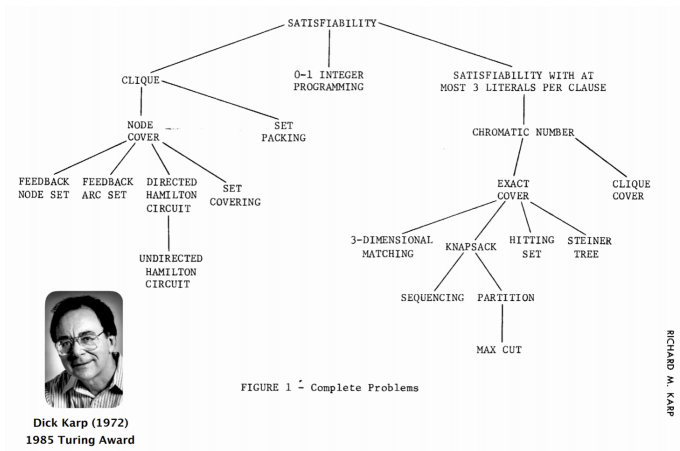 SATISFIABILITY
CLIQUE
0-1 INTEGER
PROGRAMMING
SATISFIABILITY WITH AT
MOST 3 LITERALS PER CLAUSE
NODE
COVER
SET
PACKING
CHROMATIC NUMBER
FEEDBACK
NODE SET
FEEDBACK
ARC SET
DIRECTED
HAMILTON
CIRCUIT
SET
COVERING
EXACT
COVER
CLIQUE
COVER
UNDIRECTED
HAMILTON
CIRCUIT
3-DIMENSIONAL
MATCHING
KNAPSACK
HITTING
SET
STEINER
TREE
SEQUENCING
PARTITION
MAX CUT
FIGURE 1 - Complete Problems
RICHARD M. KARP
Dick Karp (1972)
1985 Turing Award